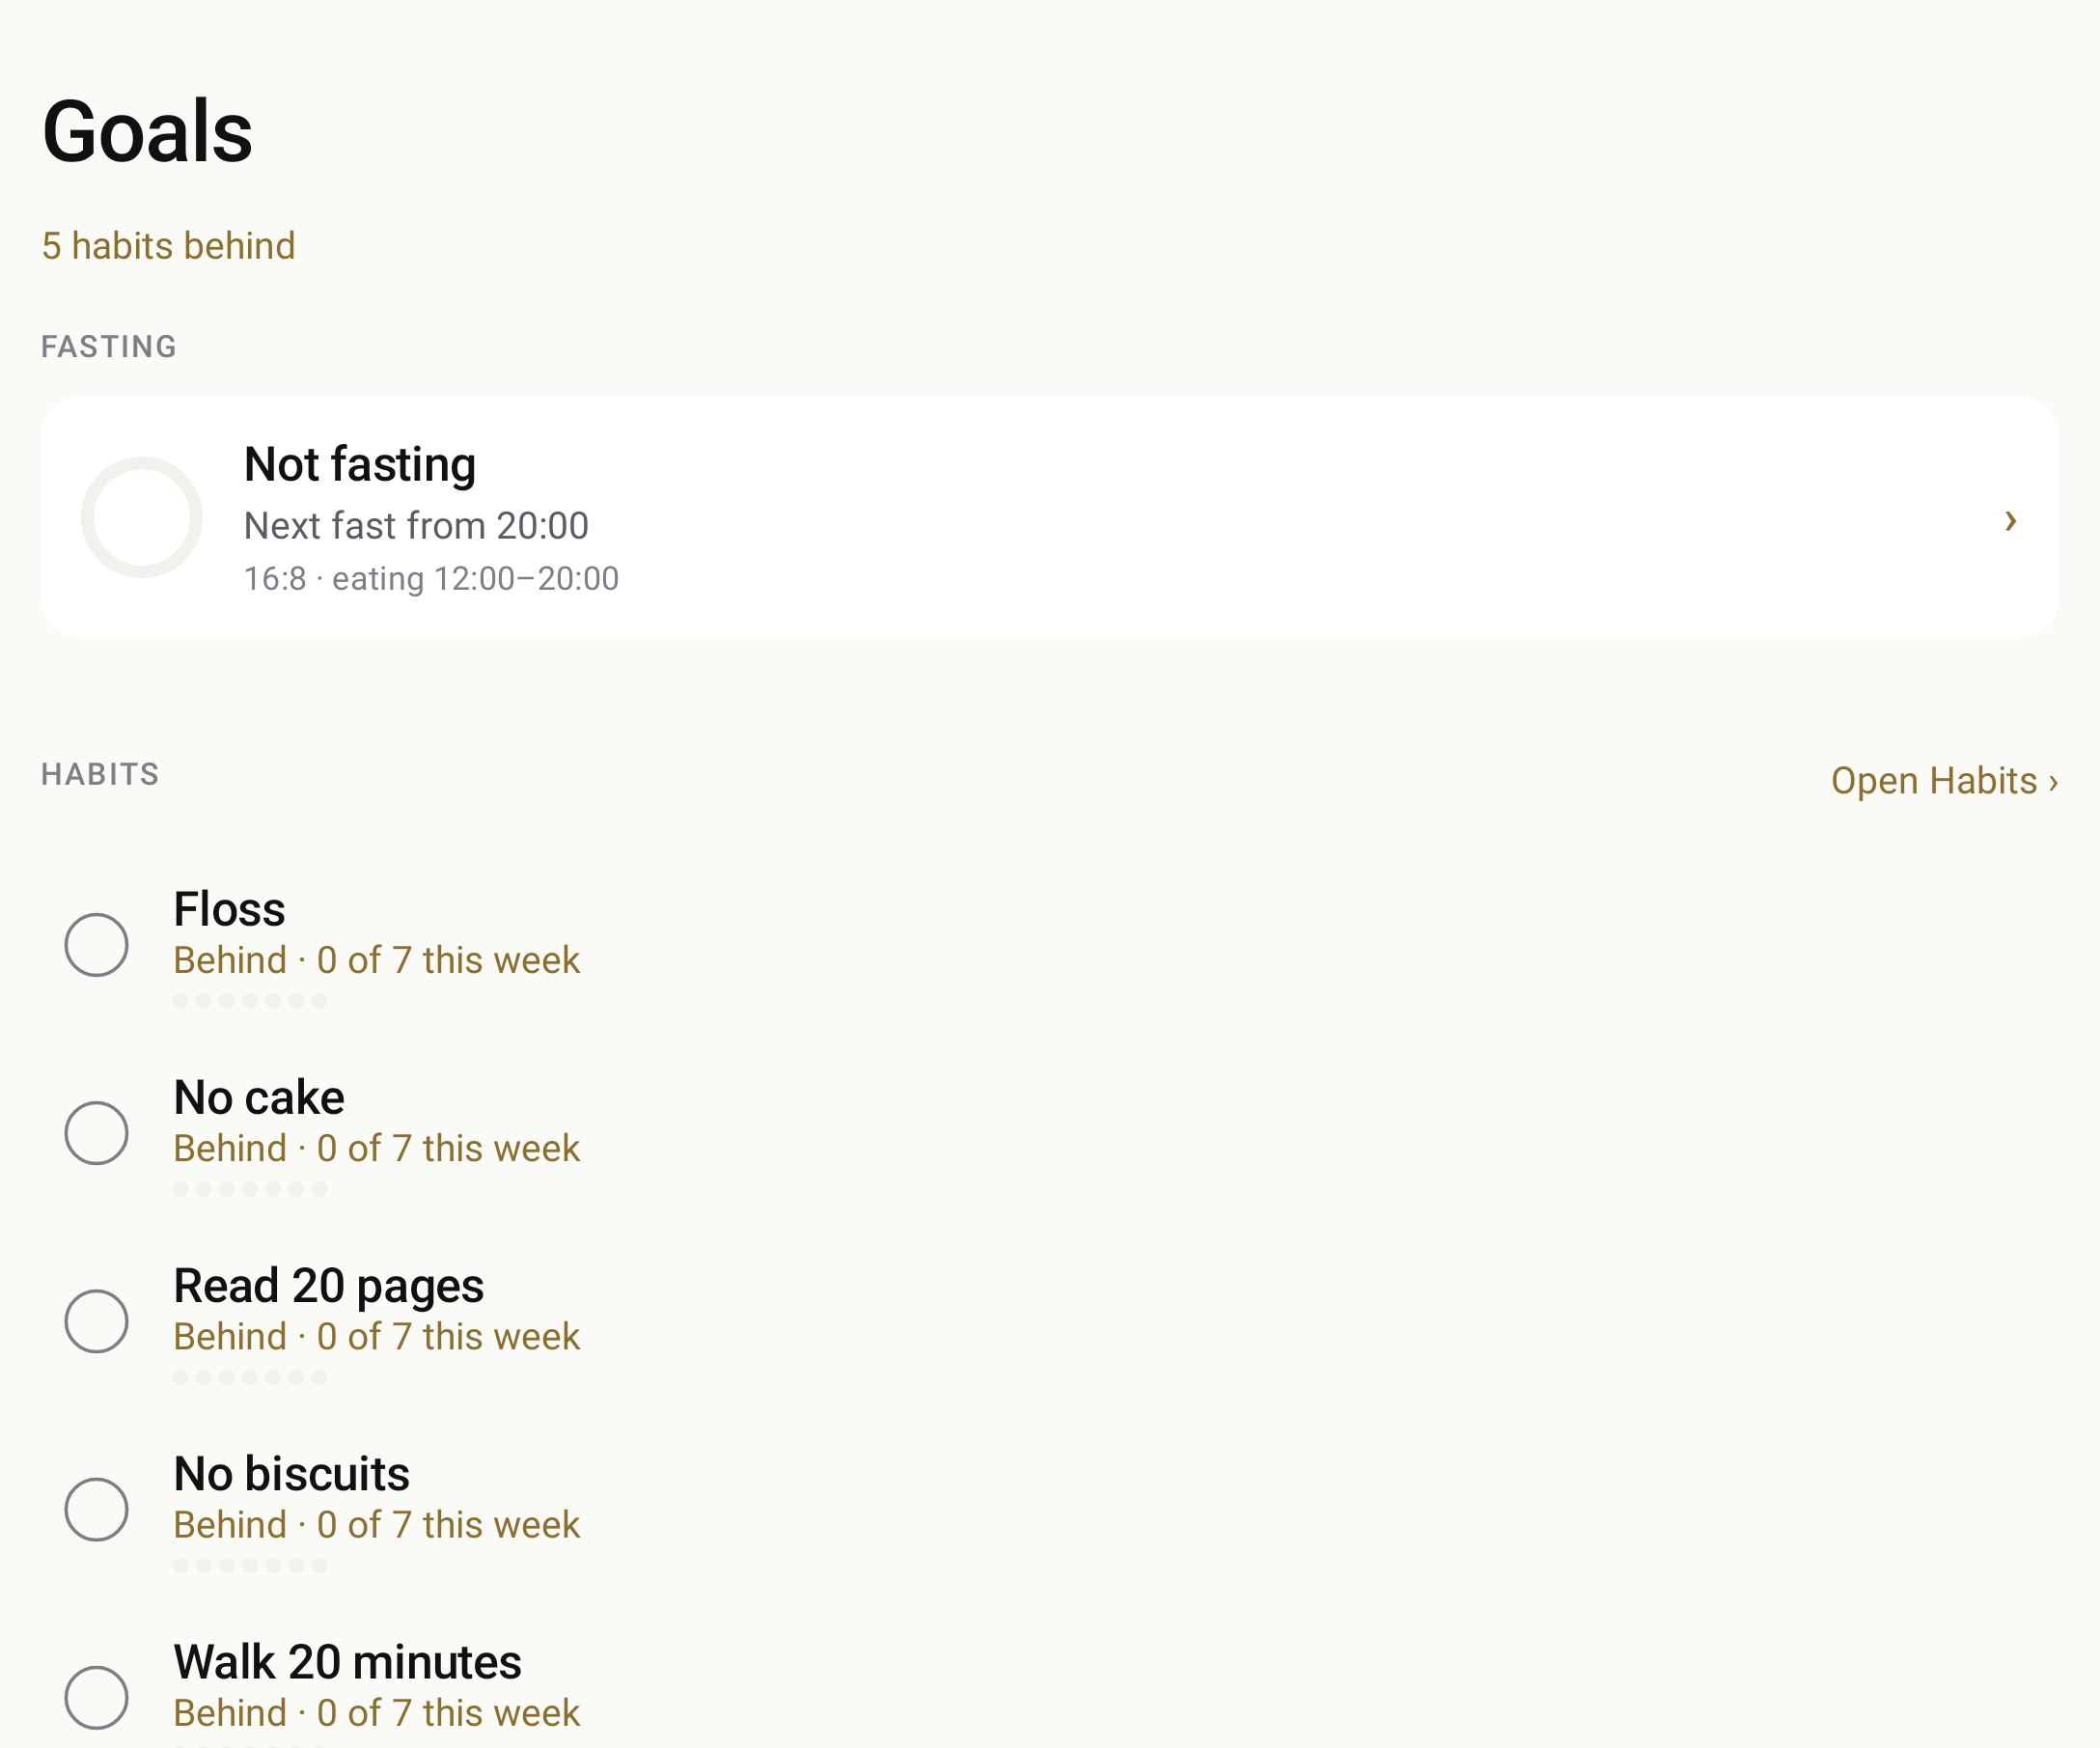 Goals
5 habits behind
FASTING
Not fasting
Next fast from 20:00
16:8 · eating 12:00–20:00
›
HABITS
Open Habits ›
Floss
Behind · 0 of 7 this week
No cake
Behind · 0 of 7 this week
Read 20 pages
Behind · 0 of 7 this week
No biscuits
Behind · 0 of 7 this week
Walk 20 minutes
Behind · 0 of 7 this week